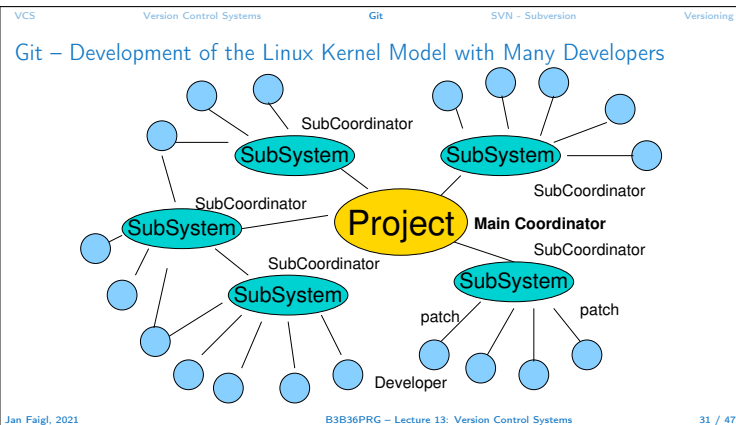 VCS Version Control Systems Git SVN - Subversion Versioning
Git – Development of the Linux Kernel Model with Many Developers
SubCoordinator
SubSystem
SubSystem
SubCoordinator
SubCoordinator
SubSystem
Project
Main Coordinator
SubCoordinator
SubCoordinator
SubSystem
SubSystem
patch
patch
Developer
Jan Faigl, 2021 B3B36PRG – Lecture 13: Version Control Systems 31 / 47